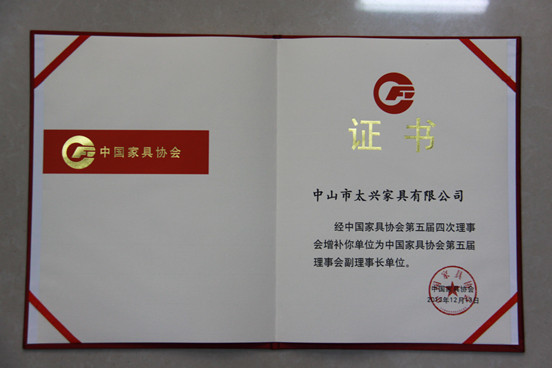 中国家具协会
证书
中山市太兴家具有限公司
经中国家具协会第五届四次理事
会增补你单位为中国家具协会第五届
理事会副理事长单位。
中国家具协会